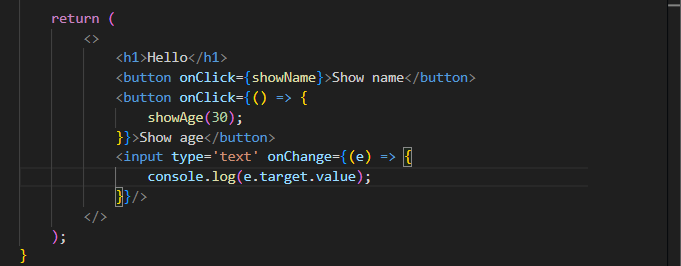 return (
<>
<h1>Hello</h1>
<button onClick={showName}>Show name</button>
<button onClick={() => {
showAge(30);
}}>Show age</button>
<input type='text' onChange={(e) => {
console.log(e.target.value);
}}/>
</>
);
}